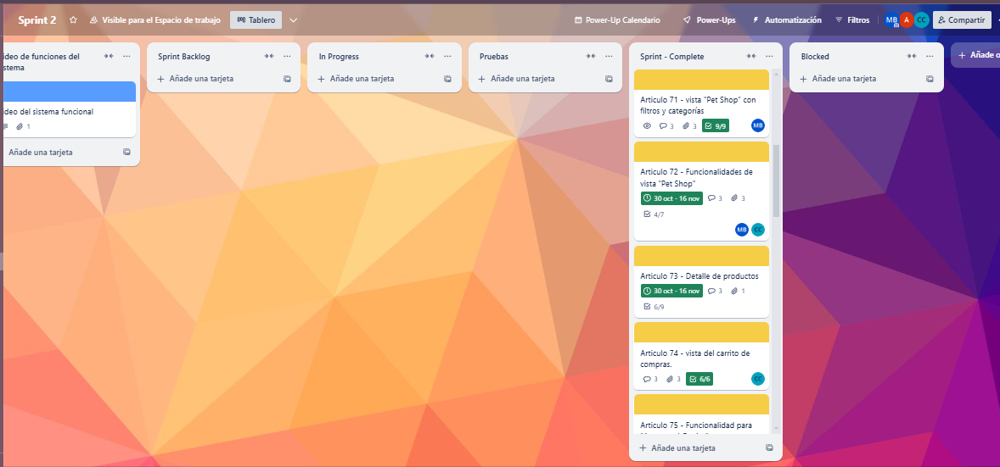 Sprint 2
Visible para el Espacio de trabajo
Tablero
Power-Up Calendario
Power-Ups
Automatización
Filtros
MB
A
CC
Compartir
ideo de funciones del
stema
ideo del sistema funcional
1
Añade una tarjeta
Sprint Backlog
Añade una tarjeta
In Progress
Añade una tarjeta
Pruebas
Añade una tarjeta
Sprint - Complete
Articulo 71 - vista "Pet Shop" con
filtros y categorías
3
3
9/9
MB
Articulo 72 - Funcionalidades de
vista "Pet Shop"
30 oct - 16 nov
3
3
4/7
MB
CC
Articulo 73 - Detalle de productos
30 oct - 16 nov
3
1
6/9
Articulo 74 - vista del carrito de
compras.
3
3
6/6
CC
Articulo 75 - Funcionalidad para
Añade una tarjeta
Blocked
Añade una tarjeta
Añade o